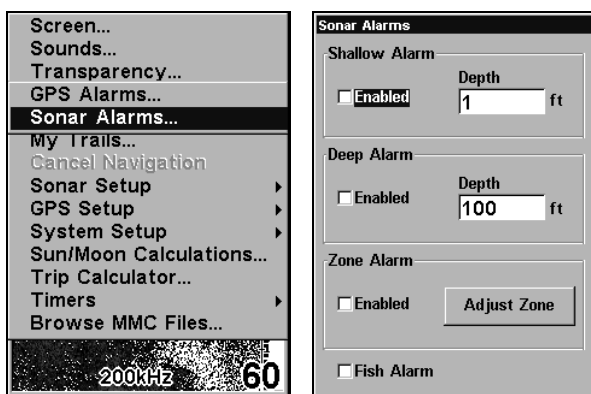 Screen...
Sounds...
Transparency...
GPS Alarms...
Sonar Alarms...
My Trails...
Cancel Navigation
Sonar Setup
GPS Setup
System Setup
Sun/Moon Calculations...
Trip Calculator...
Timers
Browse MMC Files...
200kHz 60
Sonar Alarms
Shallow Alarm
Depth
Enabled 1 ft
Deep Alarm
Depth
Enabled 100 ft
Zone Alarm
Enabled Adjust Zone
Fish Alarm